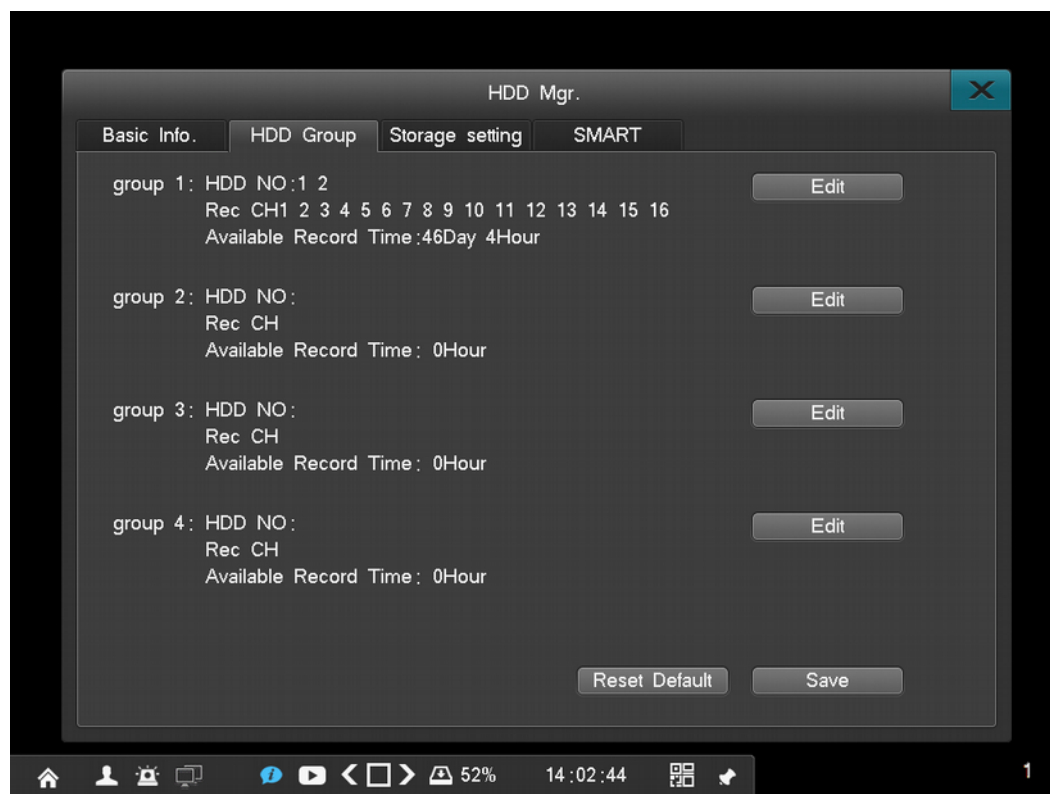 HDD Mgr.
Basic Info. HDD Group Storage setting SMART
group 1: HDD NO:1 2 Edit
Rec CH1 2 3 4 5 6 7 8 9 10 11 12 13 14 15 16
Available Record Time:46Day 4Hour
group 2: HDD NO: Edit
Rec CH
Available Record Time: 0Hour
group 3: HDD NO: Edit
Rec CH
Available Record Time: 0Hour
group 4: HDD NO: Edit
Rec CH
Available Record Time: 0Hour
Reset Default Save
52% 14:02:44 1